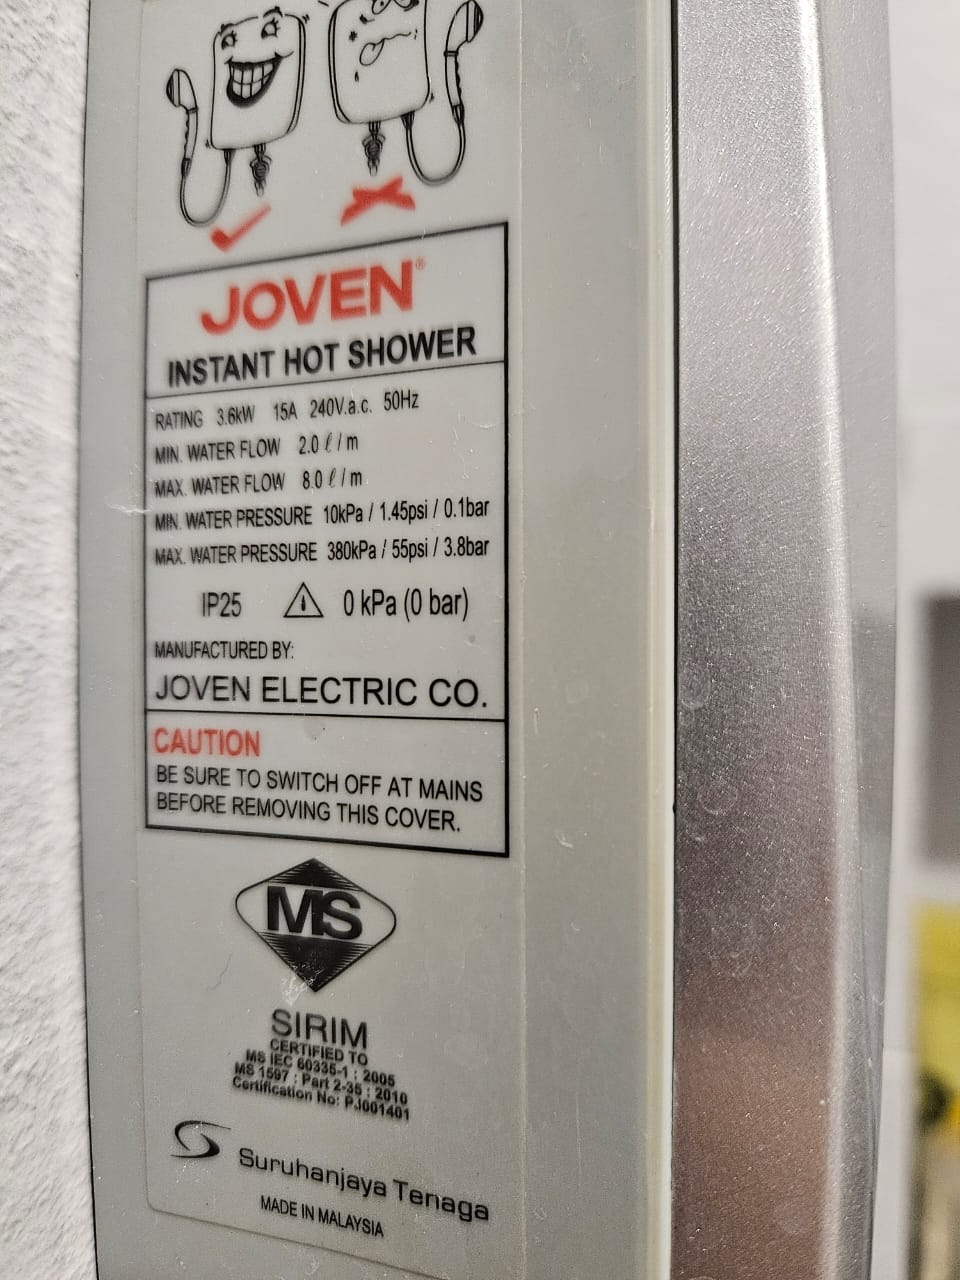 JOVEN®
INSTANT HOT SHOWER
RATING 3.6kW 15A 240V.a.c. 50Hz
MIN. WATER FLOW 2.0 ℓ / m
MAX. WATER FLOW 8.0 ℓ / m
MIN. WATER PRESSURE 10kPa / 1.45psi / 0.1bar
MAX. WATER PRESSURE 380kPa / 55psi / 3.8bar
IP25 0 kPa (0 bar)
MANUFACTURED BY:
JOVEN ELECTRIC CO.
CAUTION
BE SURE TO SWITCH OFF AT MAINS
BEFORE REMOVING THIS COVER.
MS
SIRIM
CERTIFIED TO
MS IEC 60335-1 : 2005
MS 1597 : Part 2-35 : 2010
Certification No: PJ001401
Suruhanjaya Tenaga
MADE IN MALAYSIA